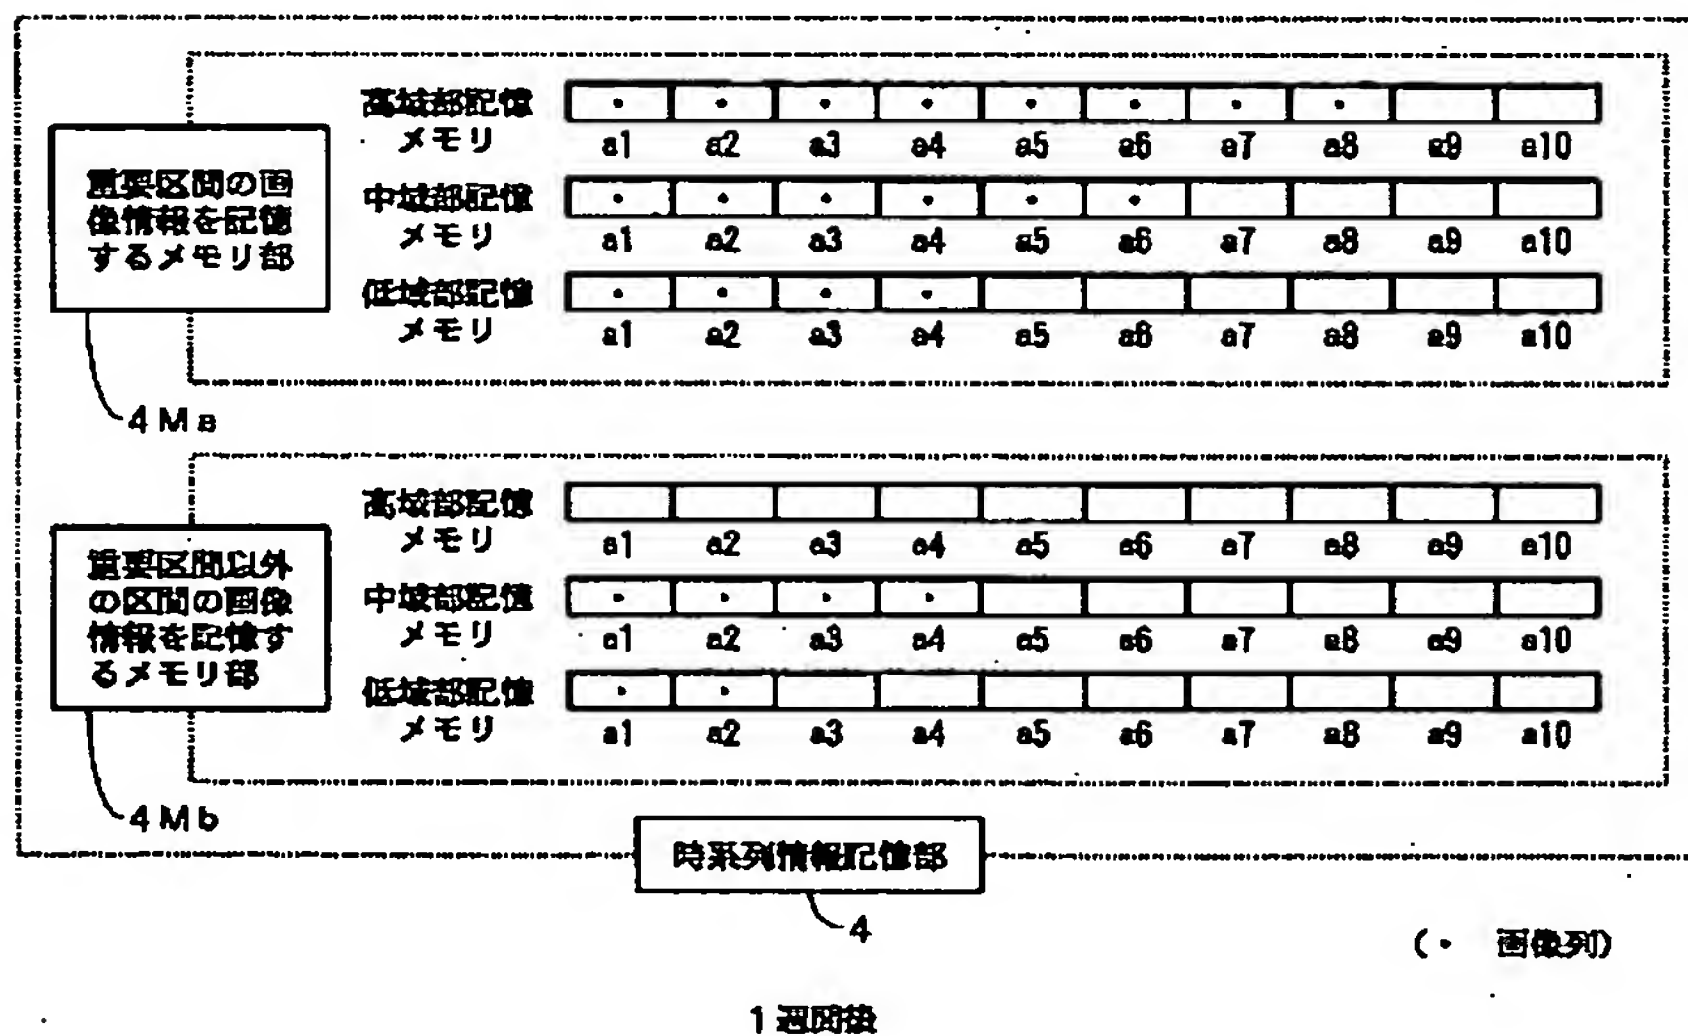 重要区間の画
像情報を記憶
するメモリ部
4Ma
高域部記憶
メモリ
a1 a2 a3 a4 a5 a6 a7 a8 a9 a10
中域部記憶
メモリ
a1 a2 a3 a4 a5 a6 a7 a8 a9 a10
低域部記憶
メモリ
a1 a2 a3 a4 a5 a6 a7 a8 a9 a10
重要区間以外
の区間の画像
情報を記憶す
るメモリ部
4Mb
高域部記憶
メモリ
a1 a2 a3 a4 a5 a6 a7 a8 a9 a10
中域部記憶
メモリ
a1 a2 a3 a4 a5 a6 a7 a8 a9 a10
低域部記憶
メモリ
a1 a2 a3 a4 a5 a6 a7 a8 a9 a10
時系列情報記憶部
4
(・ 画像列)
1週間後